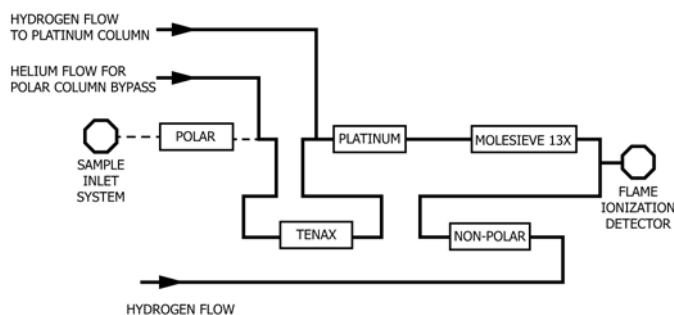 HYDROGEN FLOW
TO PLATINUM COLUMN
HELIUM FLOW FOR
POLAR COLUMN BYPASS
POLAR
PLATINUM
MOLESIEVE 13X
SAMPLE
INLET
SYSTEM
FLAME
IONIZATION
DETECTOR
TENAX
NON-POLAR
HYDROGEN FLOW